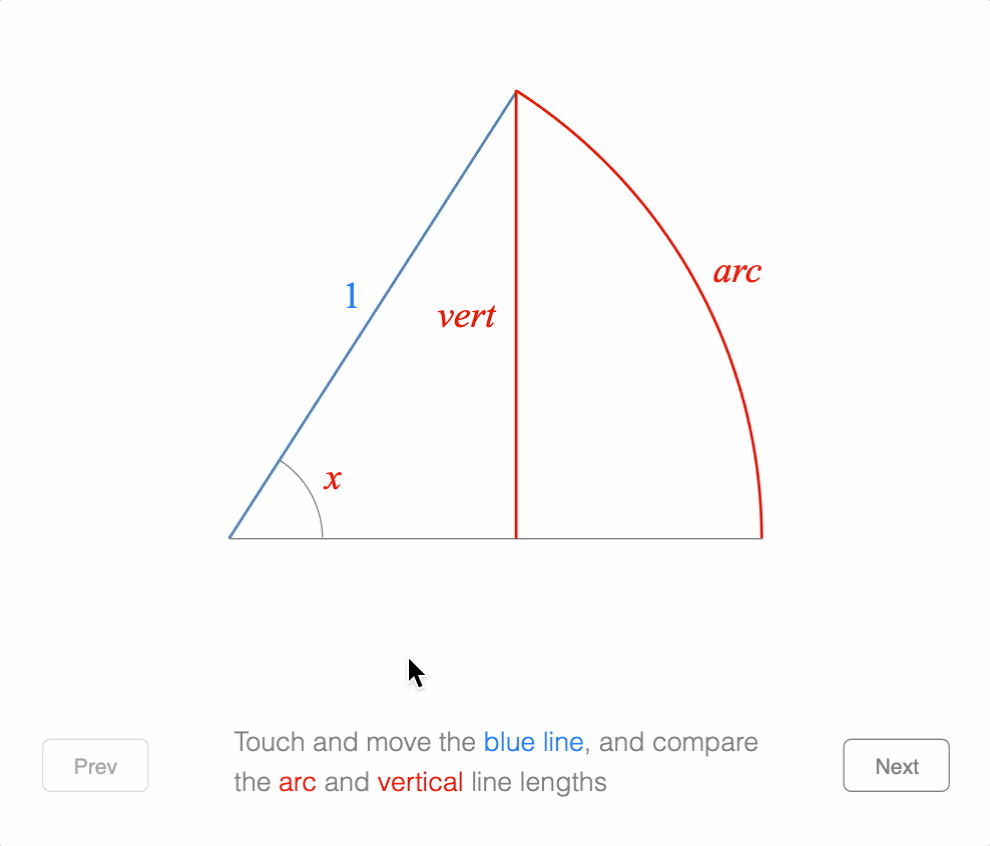 1
vert
arc
x
Touch and move the blue line, and compare
the arc and vertical line lengths
Prev
Next